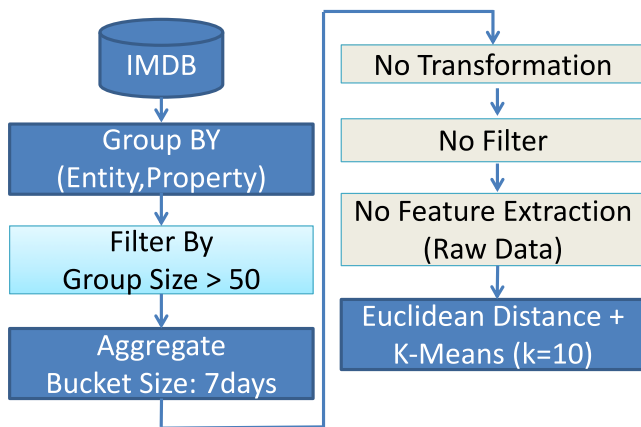 IMDB
Group BY
(Entity,Property)
Filter By
Group Size > 50
Aggregate
Bucket Size: 7days
No Transformation
No Filter
No Feature Extraction
(Raw Data)
Euclidean Distance +
K-Means (k=10)